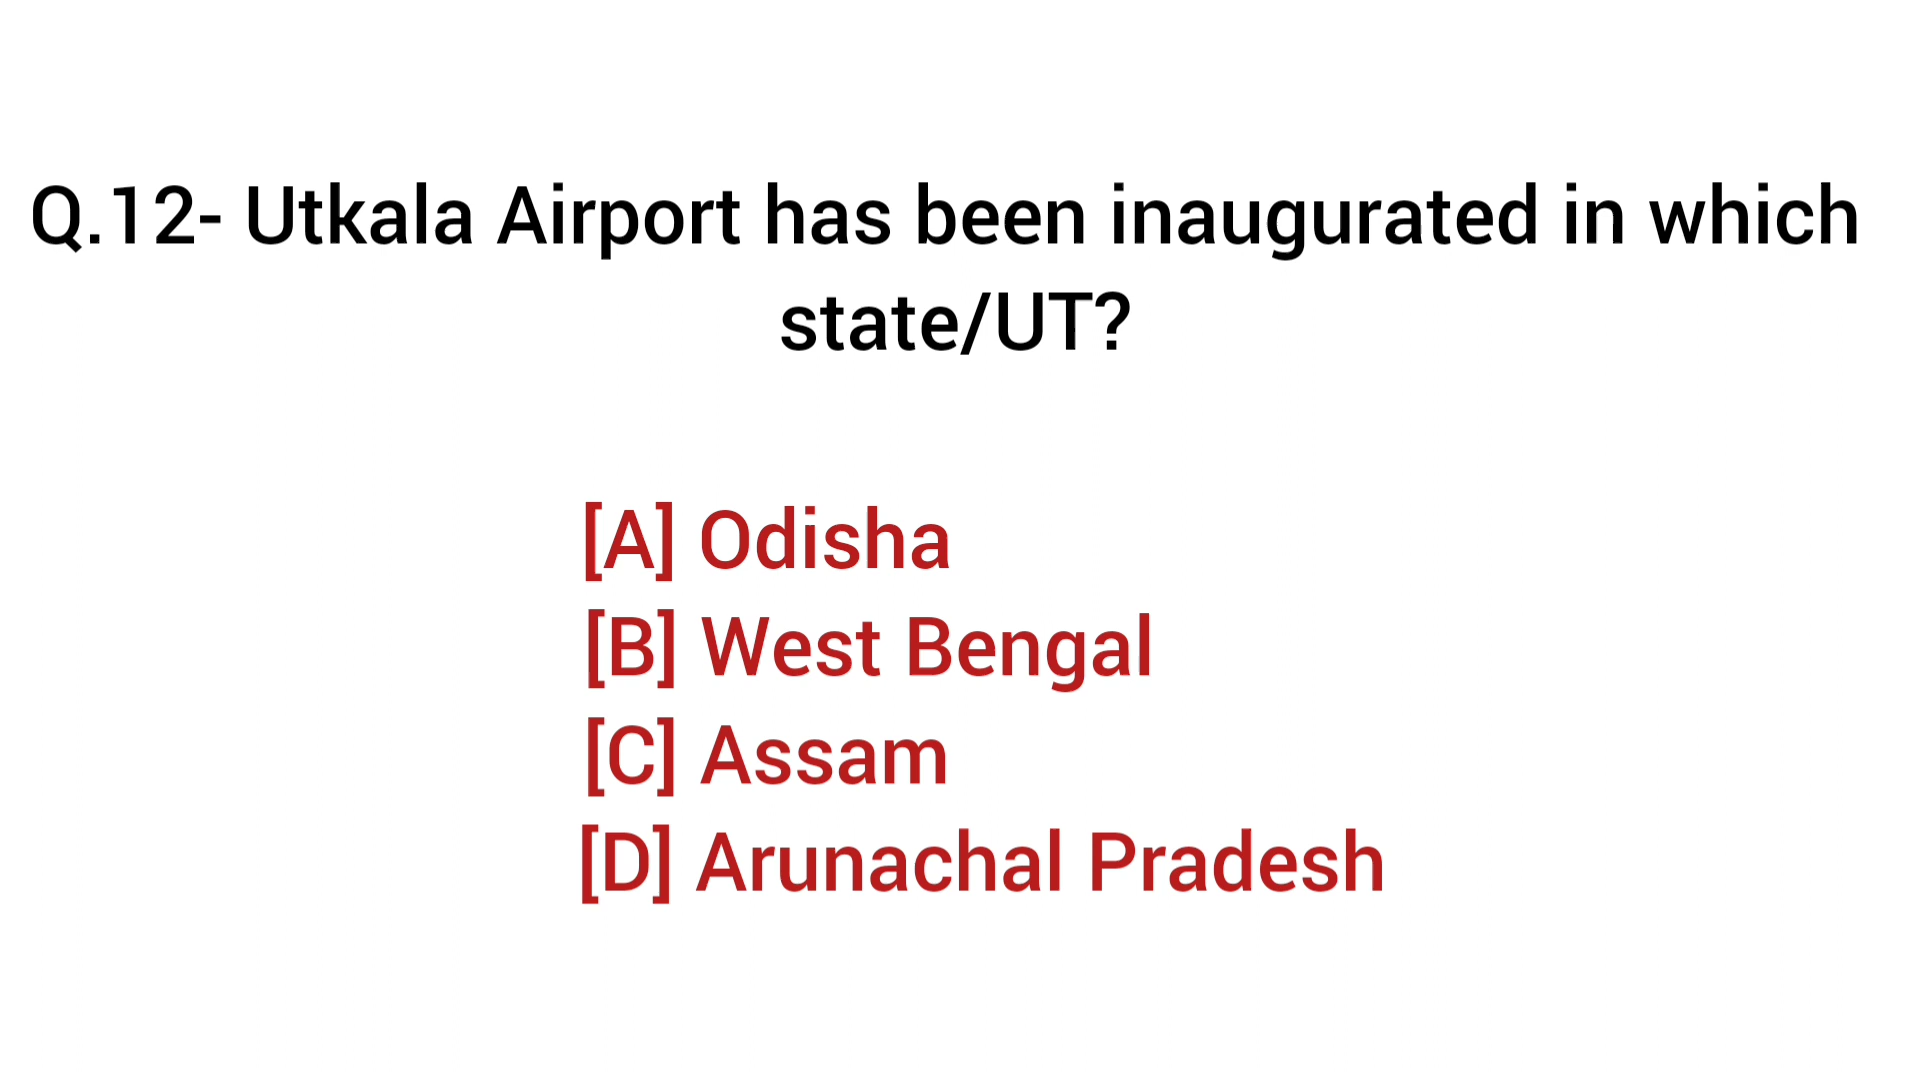 Q.12- Utkala Airport has been inaugurated in which
state/UT?
[A] Odisha
[B] West Bengal
[C] Assam
[D] Arunachal Pradesh